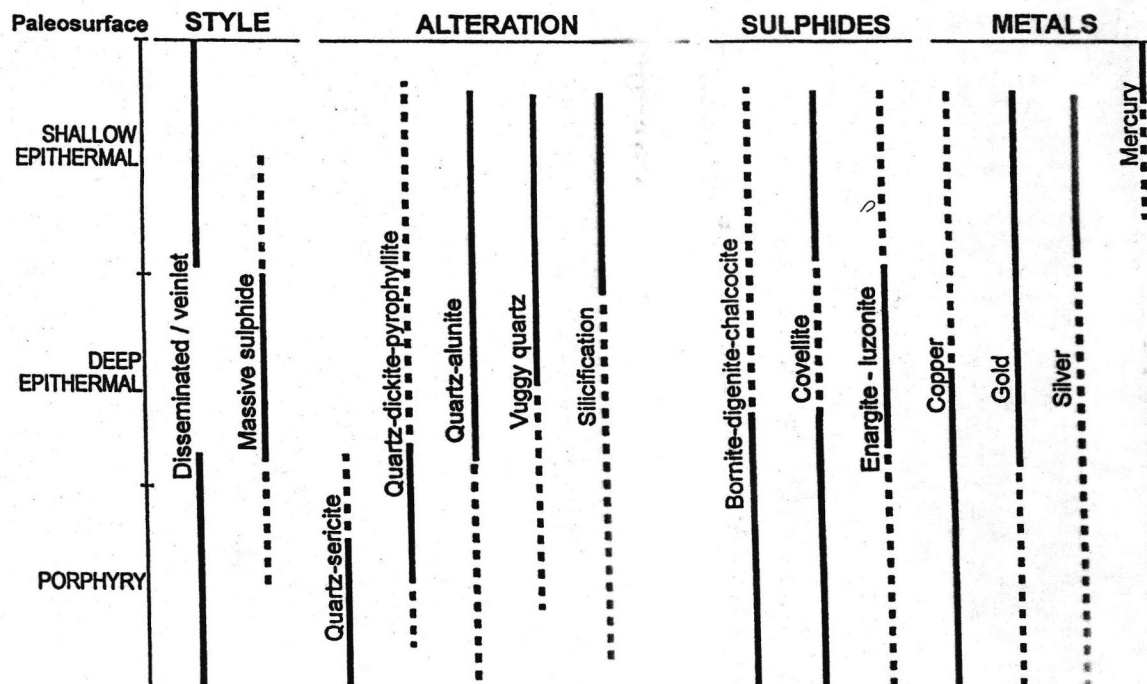 Paleosurface STYLE ALTERATION SULPHIDES METALS
SHALLOW
EPITHERMAL
DEEP
EPITHERMAL
PORPHYRY
Disseminated / veinlet
Massive sulphide
Quartz-sericite
Quartz-dickite-pyrophyllite
Quartz-alunite
Vuggy quartz
Silicification
Bornite-digenite-chalcocite
Covellite
Enargite - luzonite
Copper
Gold
Silver
Mercury